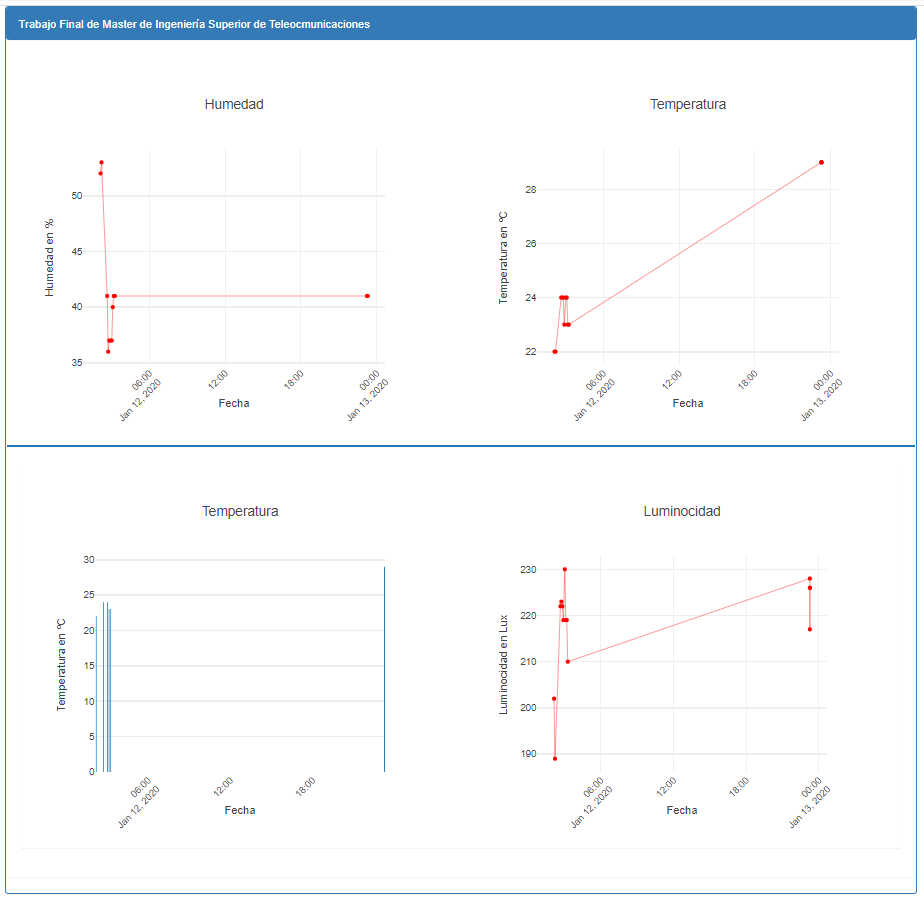 Trabajo Final de Master de Ingeniería Superior de Teleocmunicaciones
Humedad
50
45
40
35
Humedad en %
06:00
Jan 12, 2020
12:00
18:00
00:00
Jan 13, 2020
Fecha
Temperatura
28
26
24
22
Temperatura en ºC
06:00
Jan 12, 2020
12:00
18:00
00:00
Jan 13, 2020
Fecha
Temperatura
30
25
20
15
10
5
0
Temperatura en ºC
06:00
Jan 12, 2020
12:00
18:00
Fecha
Luminocidad
230
220
210
200
190
Luminocidad en Lux
06:00
Jan 12, 2020
12:00
18:00
00:00
Jan 13, 2020
Fecha